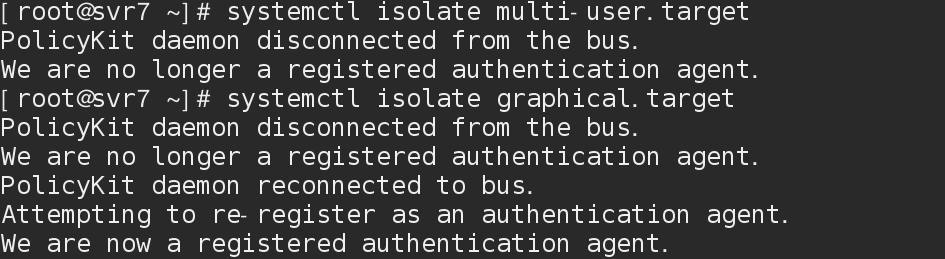 [root@svr7 ~]# systemctl isolate multi-user.target
PolicyKit daemon disconnected from the bus.
We are no longer a registered authentication agent.
[root@svr7 ~]# systemctl isolate graphical.target
PolicyKit daemon disconnected from the bus.
We are no longer a registered authentication agent.
PolicyKit daemon reconnected to bus.
Attempting to re-register as an authentication agent.
We are now a registered authentication agent.